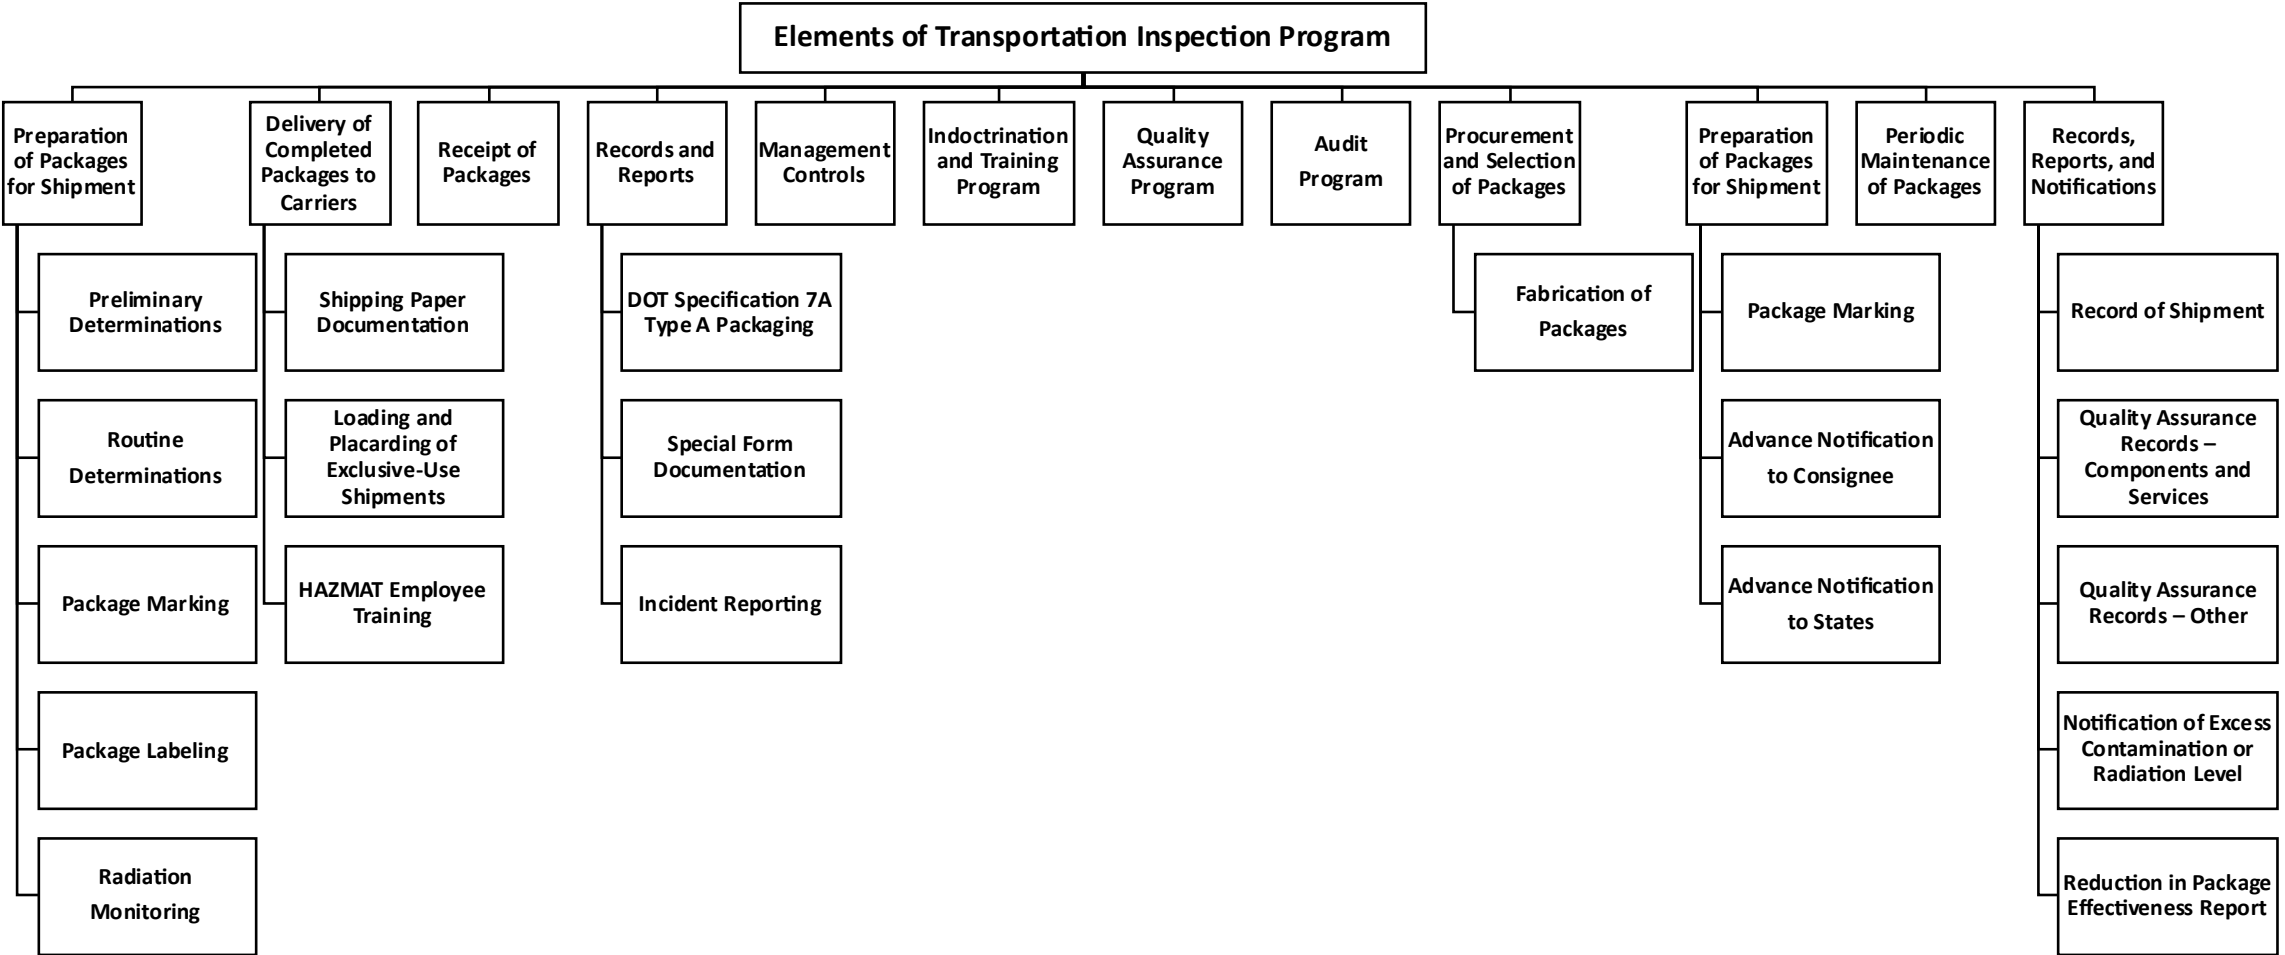 Elements of Transportation Inspection Program
Preparation
of Packages
for Shipment
Delivery of
Completed
Packages to
Carriers
Receipt of
Packages
Records and
Reports
Management
Controls
Indoctrination
and Training
Program
Quality
Assurance
Program
Audit
Program
Procurement
and Selection
of Packages
Preparation
of Packages
for Shipment
Periodic
Maintenance
of Packages
Records,
Reports, and
Notifications
Preliminary
Determinations
Routine
Determinations
Package Marking
Package Labeling
Radiation
Monitoring
Shipping Paper
Documentation
Loading and
Placarding of
Exclusive-Use
Shipments
HAZMAT Employee
Training
DOT Specification 7A
Type A Packaging
Special Form
Documentation
Incident Reporting
Fabrication of
Packages
Package Marking
Advance Notification
to Consignee
Advance Notification
to States
Record of Shipment
Quality Assurance
Records –
Components and
Services
Quality Assurance
Records – Other
Notification of Excess
Contamination or
Radiation Level
Reduction in Package
Effectiveness Report